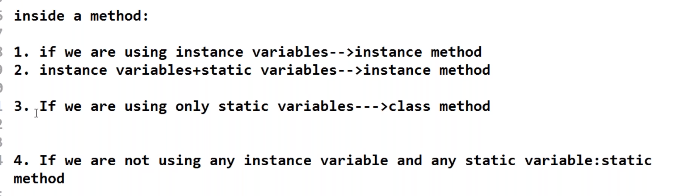 inside a method:
1. if we are using instance variables-->instance method
2. instance variables+static variables-->instance method
3. If we are using only static variables--->class method
4. If we are not using any instance variable and any static variable:static
method